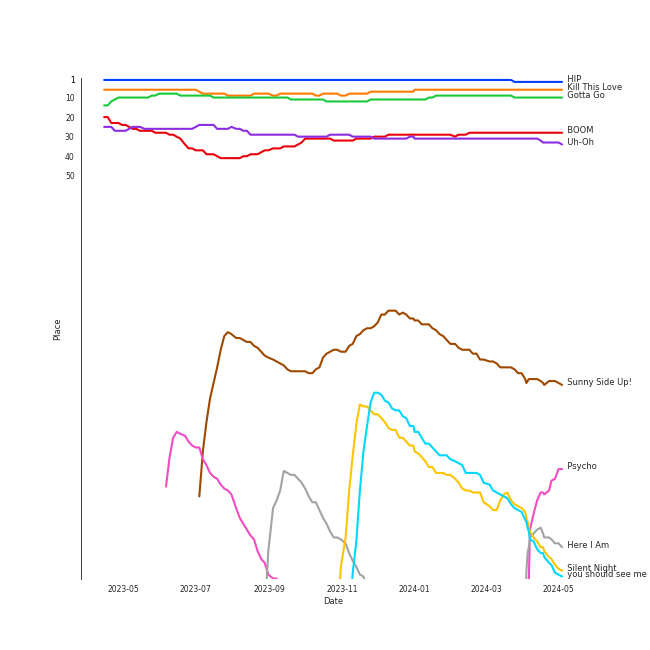 1
10
20
30
40
50
Place
HIP
Kill This Love
Gotta Go
BOOM
Uh-Oh
Sunny Side Up!
Psycho
Here I Am
Silent Night
you should see me
2023-05 2023-07 2023-09 2023-11 2024-01 2024-03 2024-05
Date